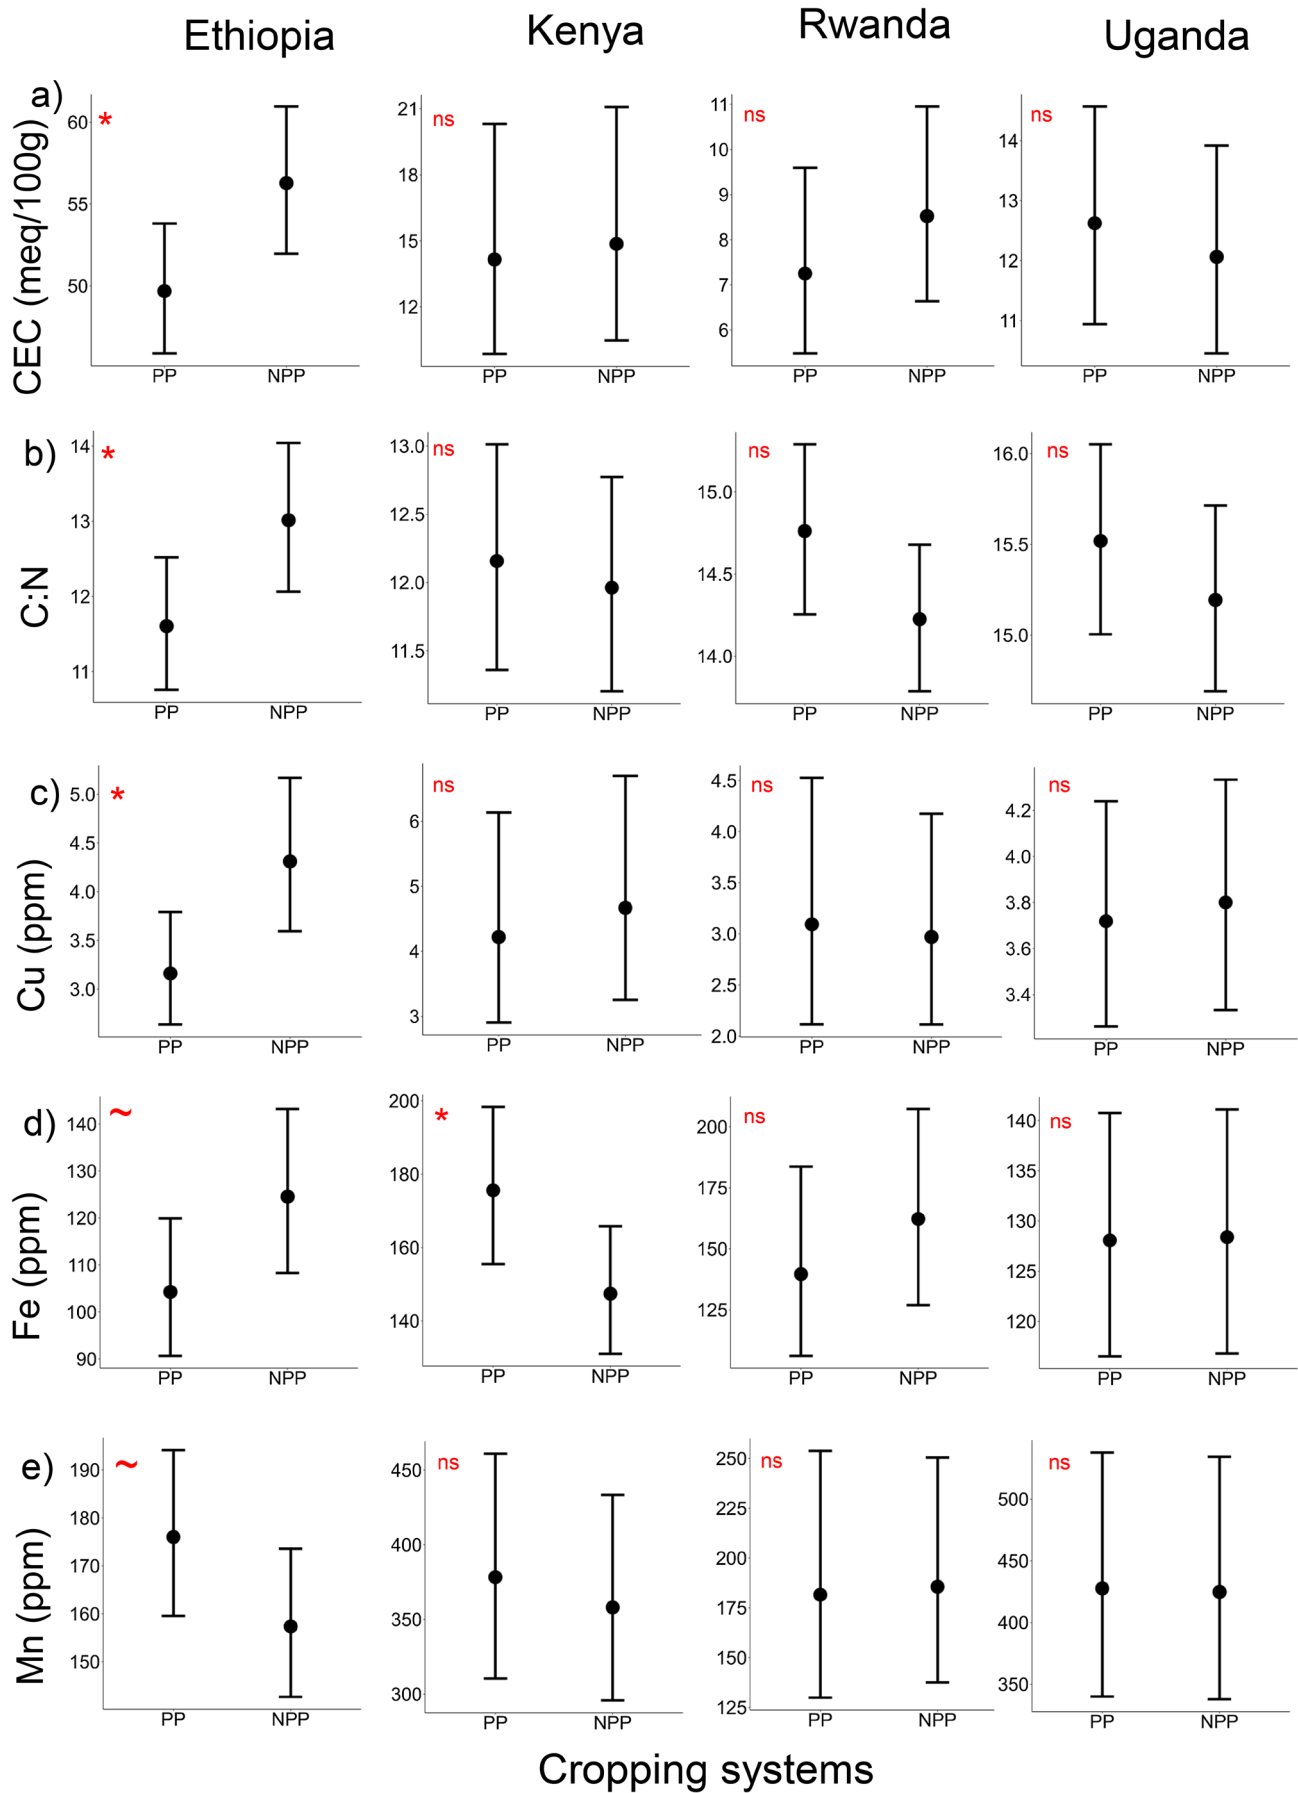 Ethiopia Kenya Rwanda Uganda
a)
CEC (meq/100g)
60
55
50
*
PP NPP
21
18
15
12
ns
PP NPP
11
10
9
8
7
6
ns
PP NPP
14
13
12
11
ns
PP NPP
b)
C:N
14
13
12
11
*
PP NPP
13.0
12.5
12.0
11.5
ns
PP NPP
15.0
14.5
14.0
ns
PP NPP
16.0
15.5
15.0
ns
PP NPP
c)
Cu (ppm)
5.0
4.5
4.0
3.5
3.0
*
PP NPP
6
5
4
3
ns
PP NPP
4.5
4.0
3.5
3.0
2.5
2.0
ns
PP NPP
4.2
4.0
3.8
3.6
3.4
ns
PP NPP
d)
Fe (ppm)
140
130
120
110
100
90
~
PP NPP
200
180
160
140
*
PP NPP
200
175
150
125
ns
PP NPP
140
135
130
125
120
ns
PP NPP
e)
Mn (ppm)
190
180
170
160
150
~
PP NPP
450
400
350
300
ns
PP NPP
250
225
200
175
150
125
ns
PP NPP
500
450
400
350
ns
PP NPP
Cropping systems